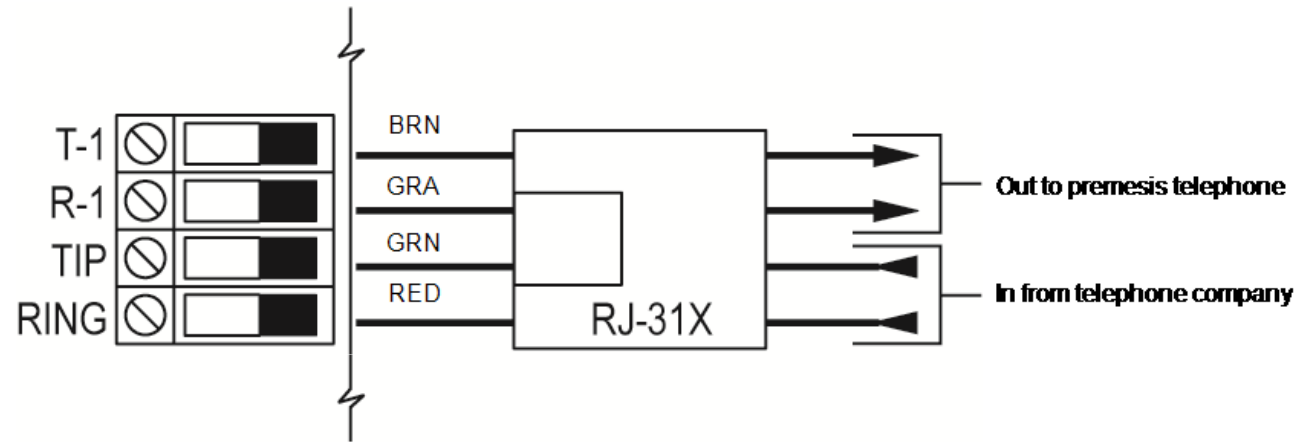 T-1
R-1
TIP
RING
BRN
GRA
GRN
RED
RJ-31X
Out to premesis telephone
In from telephone company